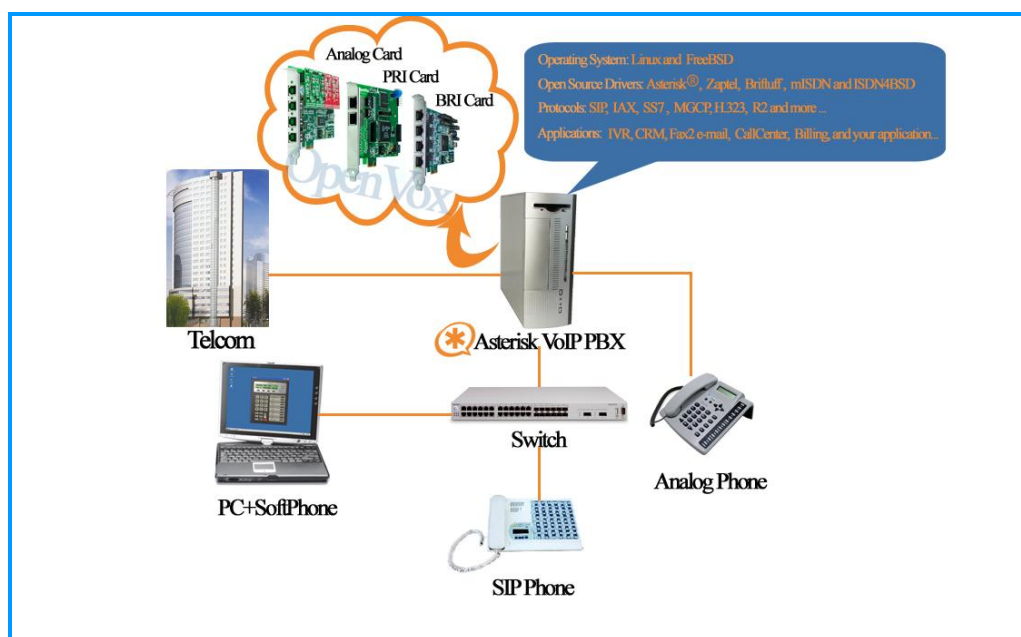 Analog Card
PRI Card
BRI Card
OpenVox
Operating System: Linux and FreeBSD
Open Source Drivers: Asterisk®, Zaptel, Brifluff, mISDN and ISDN4BSD
Protocols: SIP, IAX, SS7, MGCP, H.323, R2 and more ...
Applications: IVR, CRM, Fax2 e-mail, CallCenter, Billing, and your application...
Telcom
Asterisk VoIP PBX
Switch
PC+SoftPhone
Analog Phone
SIP Phone